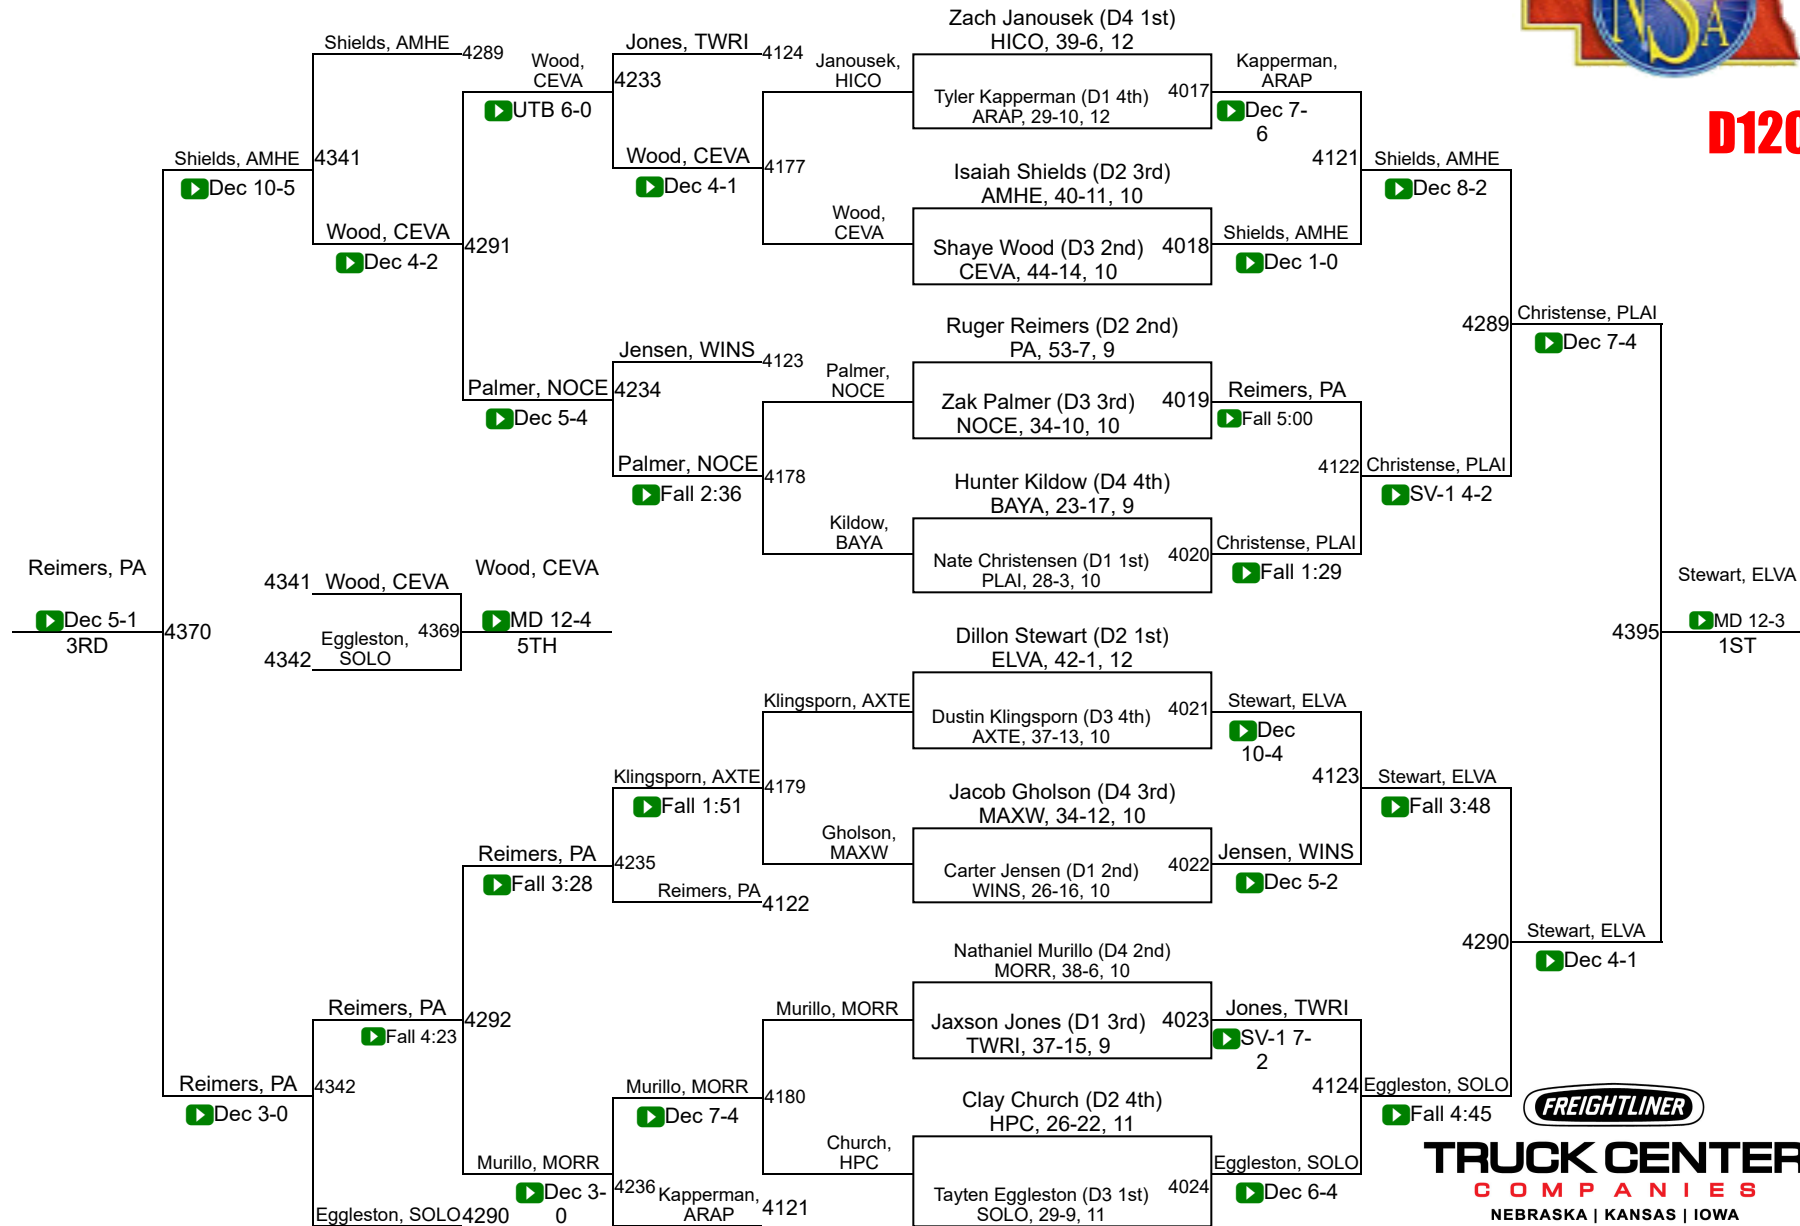 Zach Janousek (D4 1st)
HICO, 39-6, 12
Tyler Kapperman (D1 4th)
ARAP, 29-10, 12
4017
Isaiah Shields (D2 3rd)
AMHE, 40-11, 10
Shaye Wood (D3 2nd)
CEVA, 44-14, 10
4018
Ruger Reimers (D2 2nd)
PA, 53-7, 9
Zak Palmer (D3 3rd)
NOCE, 34-10, 10
4019
Hunter Kildow (D4 4th)
BAYA, 23-17, 9
Nate Christensen (D1 1st)
PLAI, 28-3, 10
4020
Dillon Stewart (D2 1st)
ELVA, 42-1, 12
Dustin Klingsporn (D3 4th)
AXTE, 37-13, 10
4021
Jacob Gholson (D4 3rd)
MAXW, 34-12, 10
Carter Jensen (D1 2nd)
WINS, 26-16, 10
4022
Nathaniel Murillo (D4 2nd)
MORR, 38-6, 10
Jaxson Jones (D1 3rd)
TWRI, 37-15, 9
4023
Clay Church (D2 4th)
HPC, 26-22, 11
Tayten Eggleston (D3 1st)
SOLO, 29-9, 11
4024
Kapperman,
ARAP
Dec 7-
6
4121
Shields, AMHE
Dec 1-0
Reimers, PA
Fall 5:00
4122
Christense, PLAI
Fall 1:29
Stewart, ELVA
Dec
10-4
4123
Jensen, WINS
Dec 5-2
Jones, TWRI
SV-1 7-
2
4124
Eggleston, SOLO
Dec 6-4
Shields, AMHE
Dec 8-2
4289
Christense, PLAI
SV-1 4-2
Stewart, ELVA
Fall 3:48
4290
Eggleston, SOLO
Fall 4:45
Christense, PLAI
Dec 7-4
4395
Stewart, ELVA
Dec 4-1
Stewart, ELVA
MD 12-3
1ST
Janousek,
HICO
4177
Wood,
CEVA
Palmer,
NOCE
4178
Kildow,
BAYA
Klingsporn, AXTE
4179
Gholson,
MAXW
Murillo, MORR
4180
Church,
HPC
Jones, TWRI
4124
4233
Wood, CEVA
Dec 4-1
Jensen, WINS
4123
4234
Palmer, NOCE
Fall 2:36
Klingsporn, AXTE
Fall 1:51
4235
Reimers, PA
4122
Murillo, MORR
Dec 7-4
4236
Kapperman,
ARAP
4121
Wood,
CEVA
UTB 6-0
4291
Palmer, NOCE
Dec 5-4
Reimers, PA
Fall 3:28
4292
Murillo, MORR
Dec 3-
0
Shields, AMHE
4289
4341
Wood, CEVA
Dec 4-2
Reimers, PA
Fall 4:23
4342
Eggleston, SOLO
4290
Shields, AMHE
Dec 10-5
4370
Reimers, PA
Dec 3-0
Reimers, PA
Dec 5-1
3RD
4341
Wood, CEVA
4369
4342
Eggleston,
SOLO
Wood, CEVA
MD 12-4
5TH
NSA
D120
FREIGHTLINER
TRUCK CENTER
COMPANIES
NEBRASKA | KANSAS | IOWA